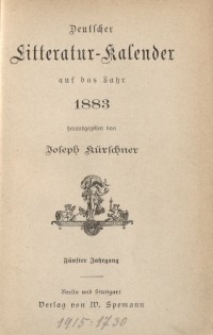 Deutscher
Litteratur-Kalender
auf das Jahr
1883
herausgegeben von
Joseph Kürschner
Fünfter Jahrgang
Berlin und Stuttgart
Verlag von W. Spemann
1915·1730